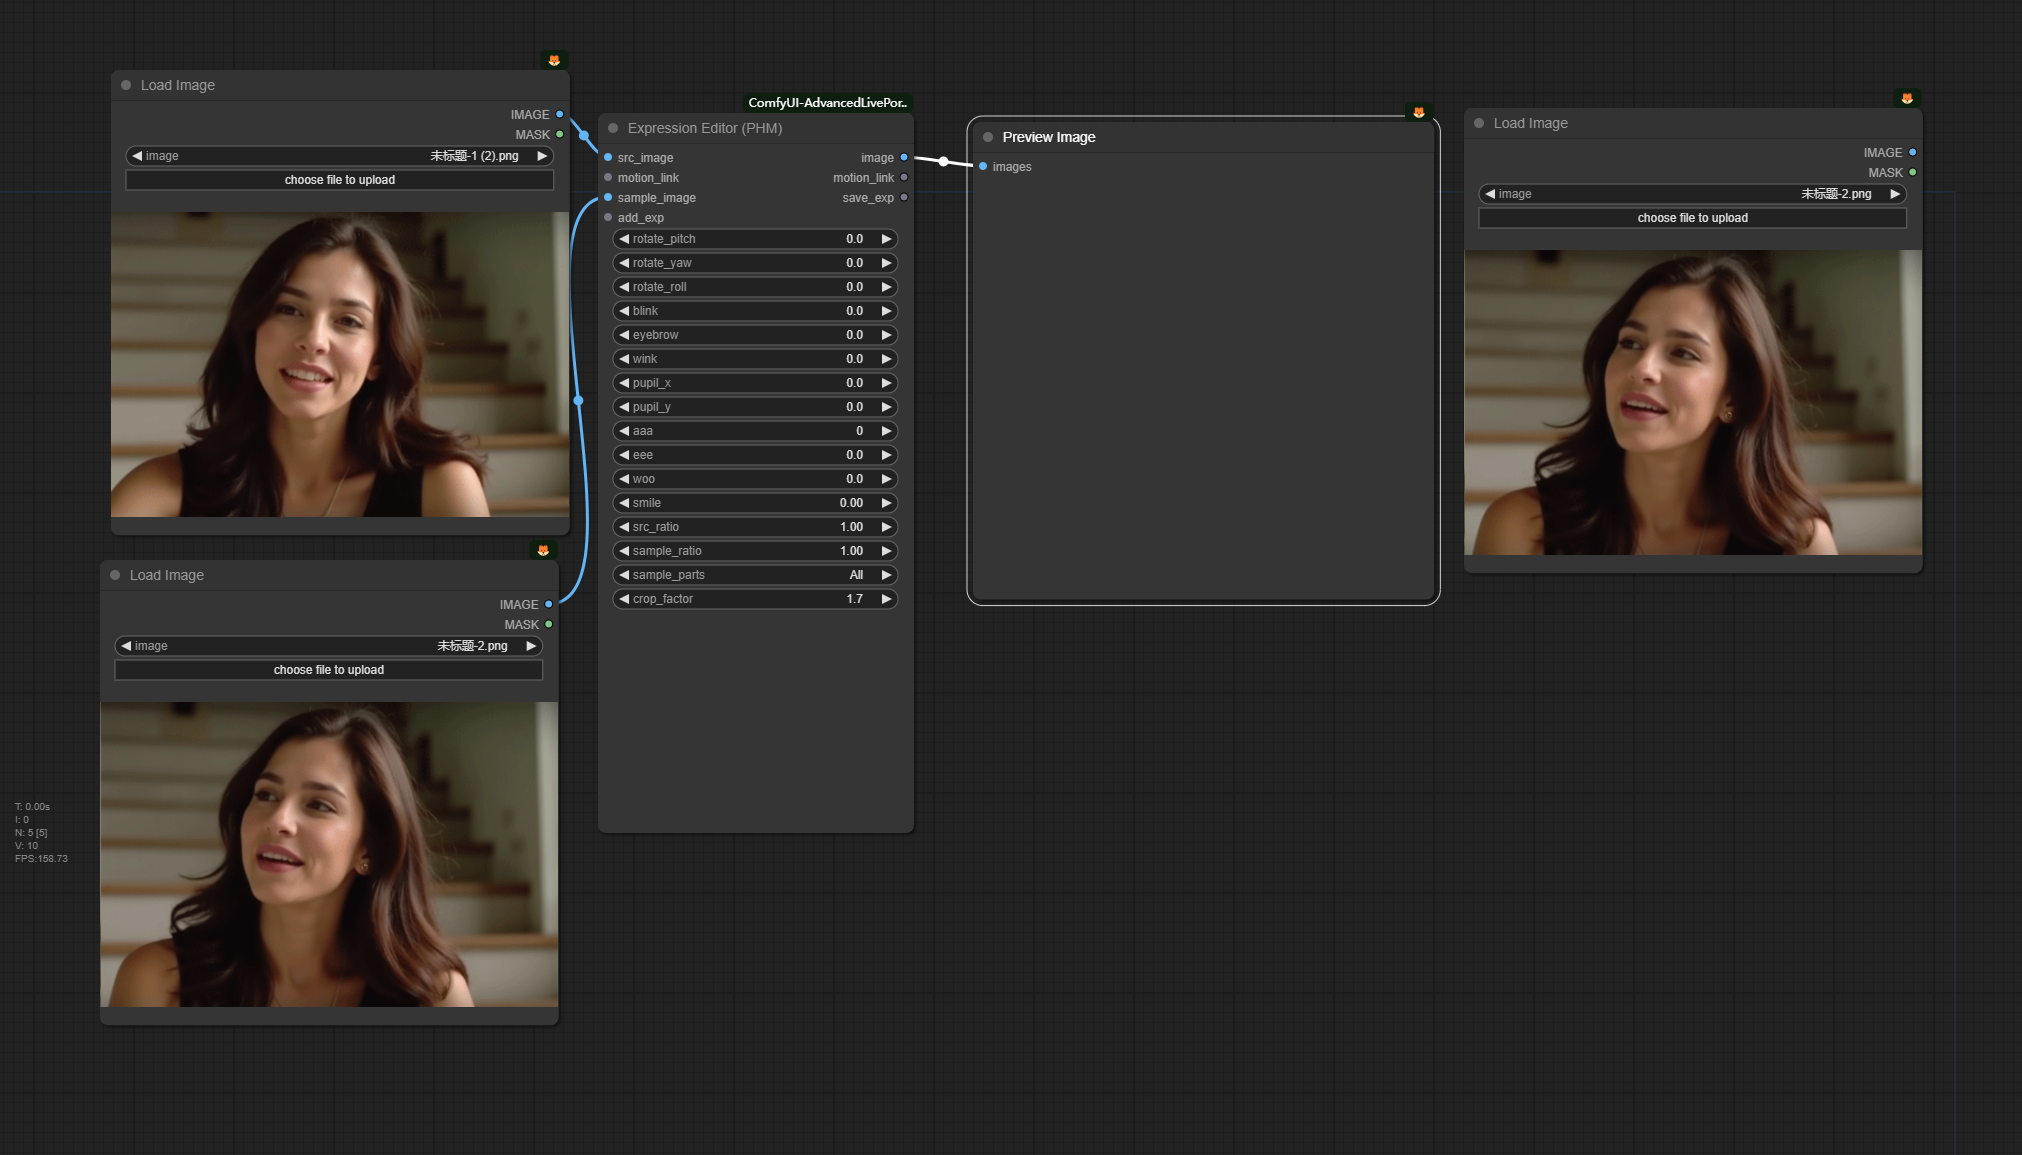 Load Image
IMAGE
MASK
image 未标题-1 (2).png
choose file to upload
Load Image
IMAGE
MASK
image 未标题-2.png
choose file to upload
T: 0.00s
I: 0
N: 5 [5]
V: 10
FPS:158.73
ComfyUI-AdvancedLivePor..
Expression Editor (PHM)
src_image image
motion_link motion_link
sample_image save_exp
add_exp
rotate_pitch 0.0
rotate_yaw 0.0
rotate_roll 0.0
blink 0.0
eyebrow 0.0
wink 0.0
pupil_x 0.0
pupil_y 0.0
aaa 0
eee 0.0
woo 0.0
smile 0.00
src_ratio 1.00
sample_ratio 1.00
sample_parts All
crop_factor 1.7
Preview Image
images
Load Image
IMAGE
MASK
image 未标题-2.png
choose file to upload